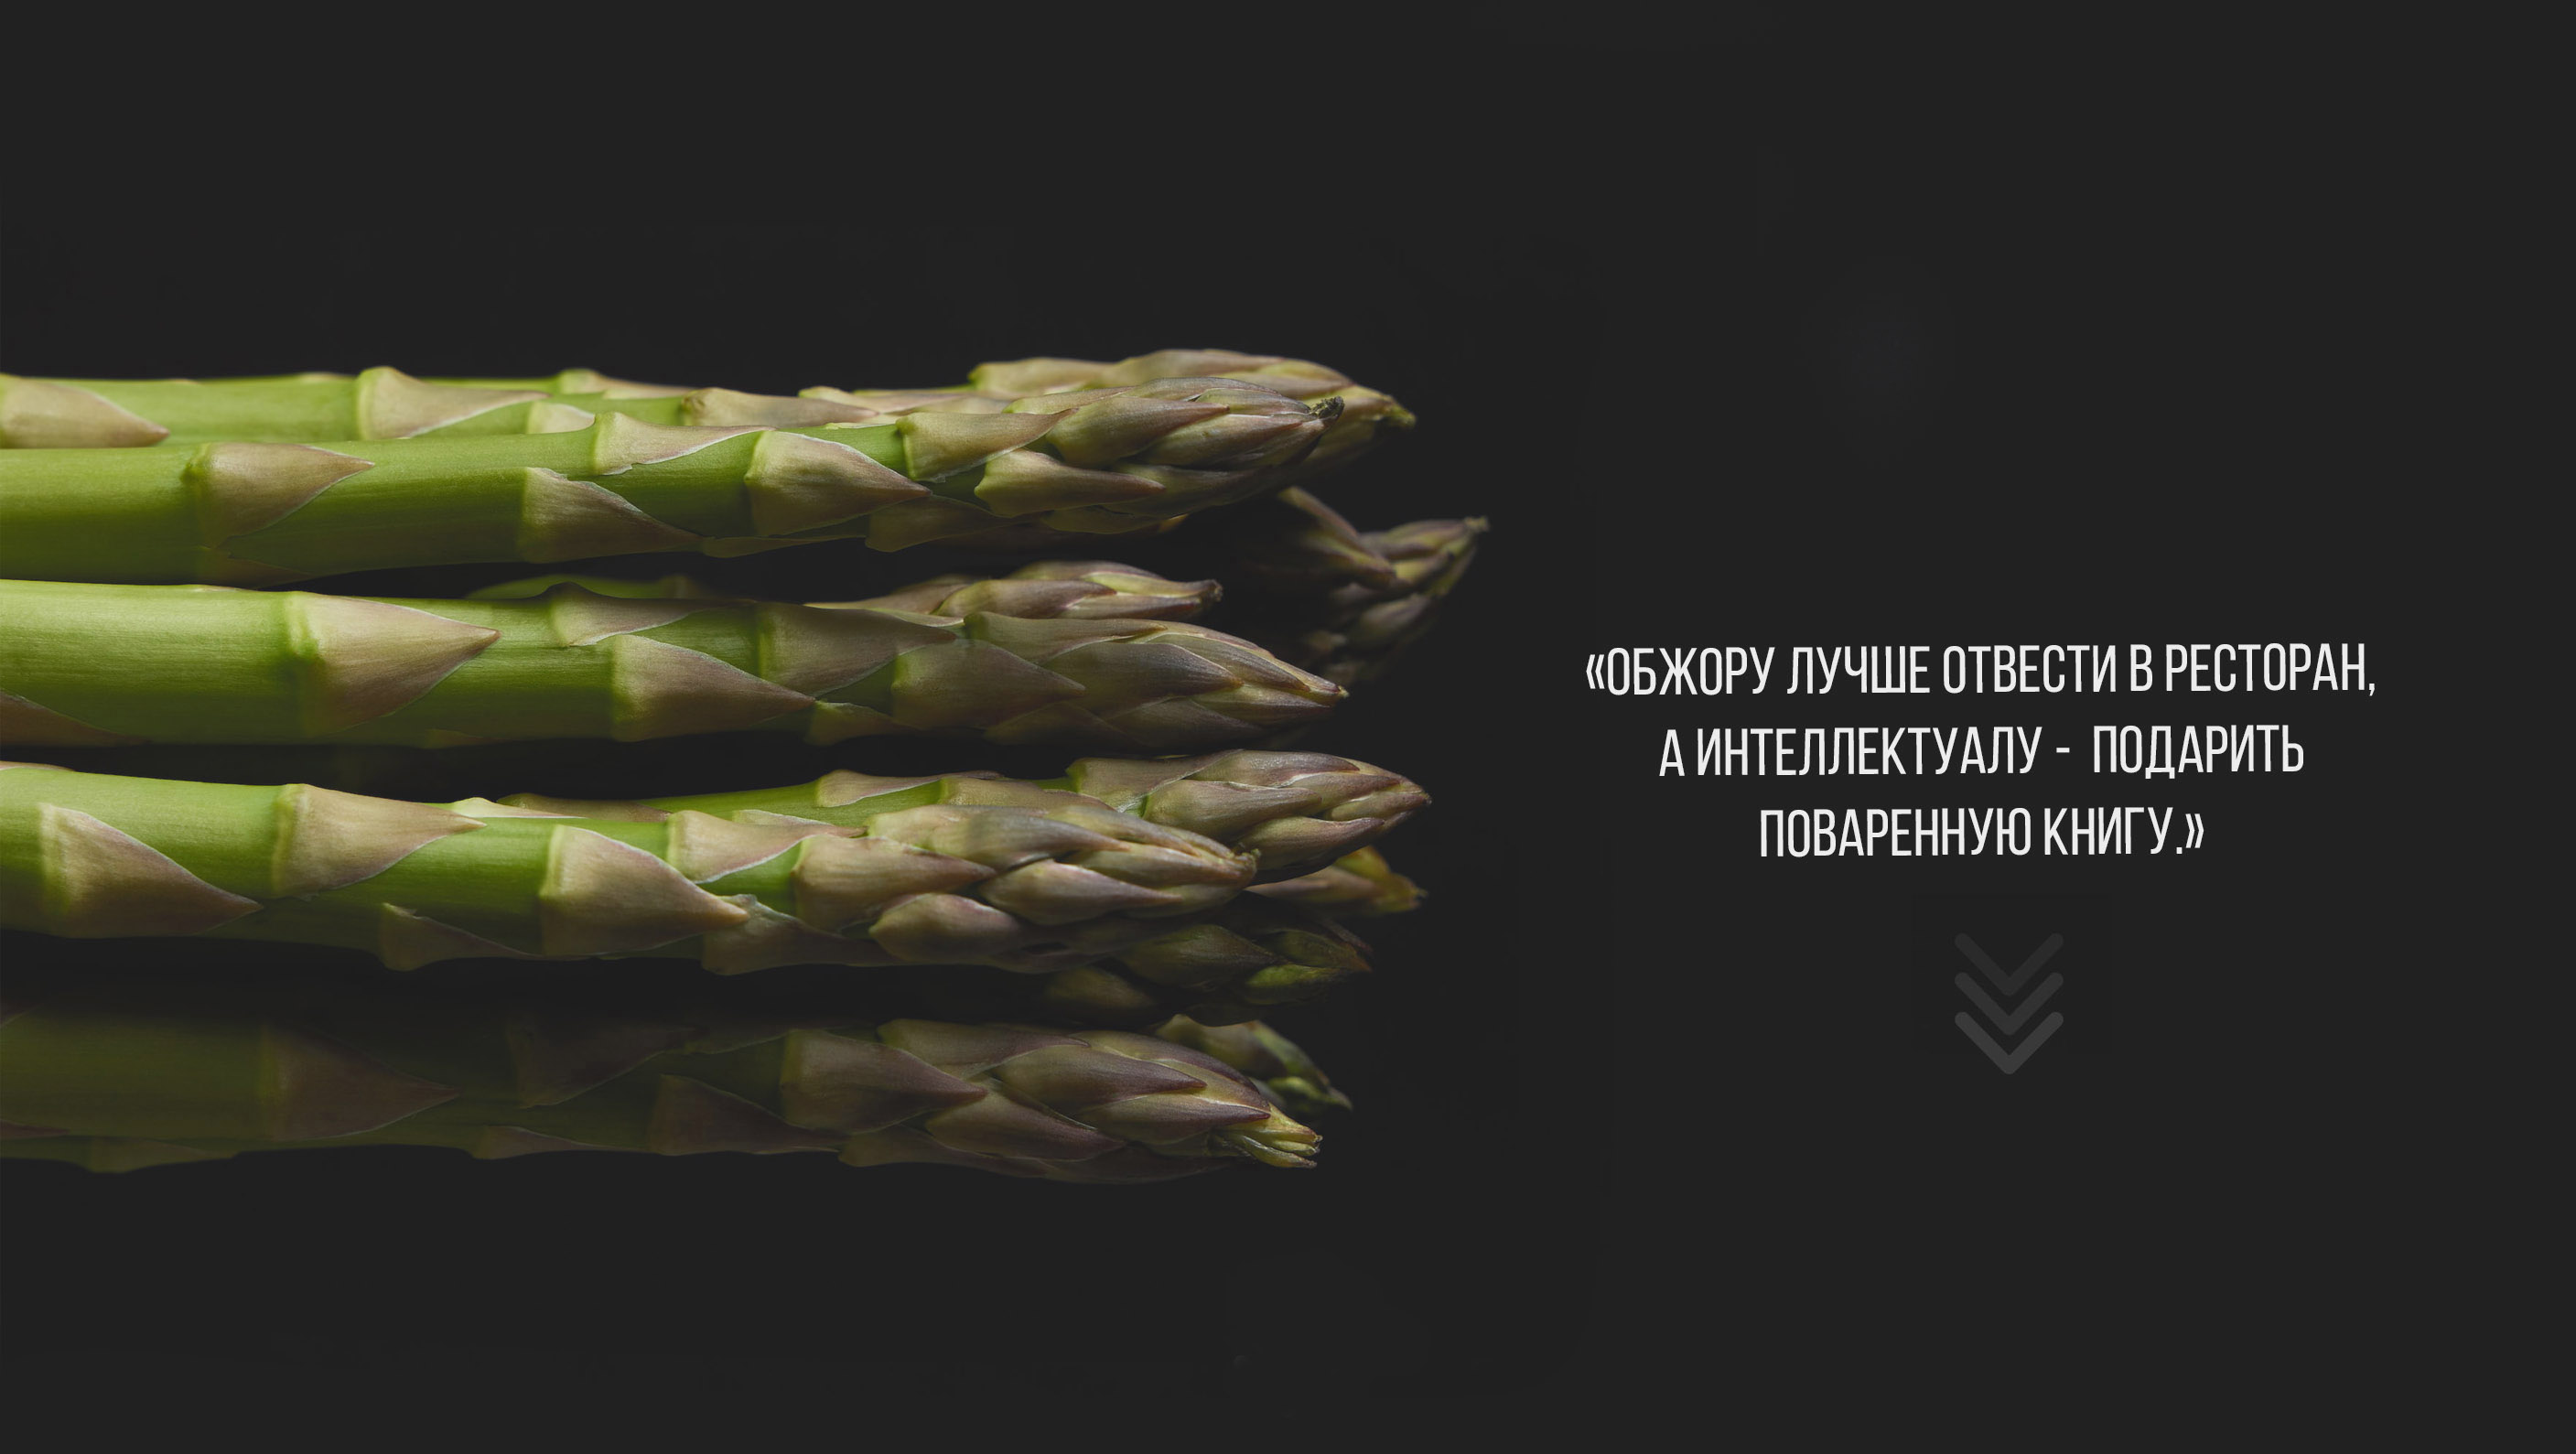 «ОБЖОРУ ЛУЧШЕ ОТВЕСТИ В РЕСТОРАН,
А ИНТЕЛЛЕКТУАЛУ - ПОДАРИТЬ
ПОВАРЕННУЮ КНИГУ.»